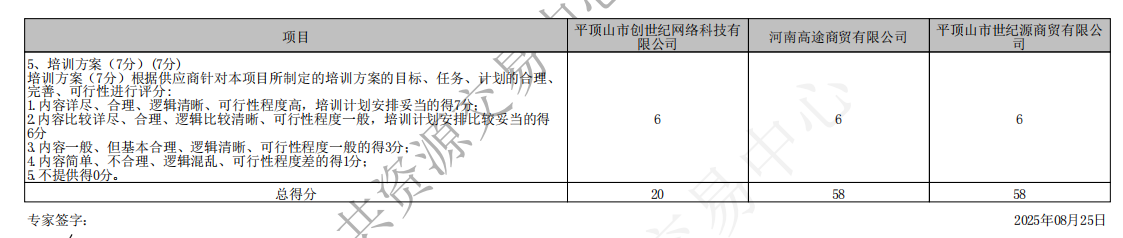 项目
平顶山市创世纪网络科技有
限公司
河南高途商贸有限公司
平顶山市世纪源商贸有限公
司
5、培训方案（7分）(7分)
培训方案（7分）根据供应商针对本项目所制定的培训方案的目标、任务、计划的合理、
完善、可行性进行评分:
1.内容详尽、合理、逻辑清晰、可行性程度高，培训计划安排妥当的得7分；
2.内容比较详尽、合理、逻辑比较清晰、可行性程度一般，培训计划安排比较妥当的得
6分
3.内容一般、但基本合理、逻辑清晰、可行性程度一般的得3分；
4.内容简单、不合理、逻辑混乱、可行性程度差的得1分；
5.不提供得0分。
6
6
6
总得分
20
58
58
专家签字：
2025年08月25日
共资源交易中心
交易中心